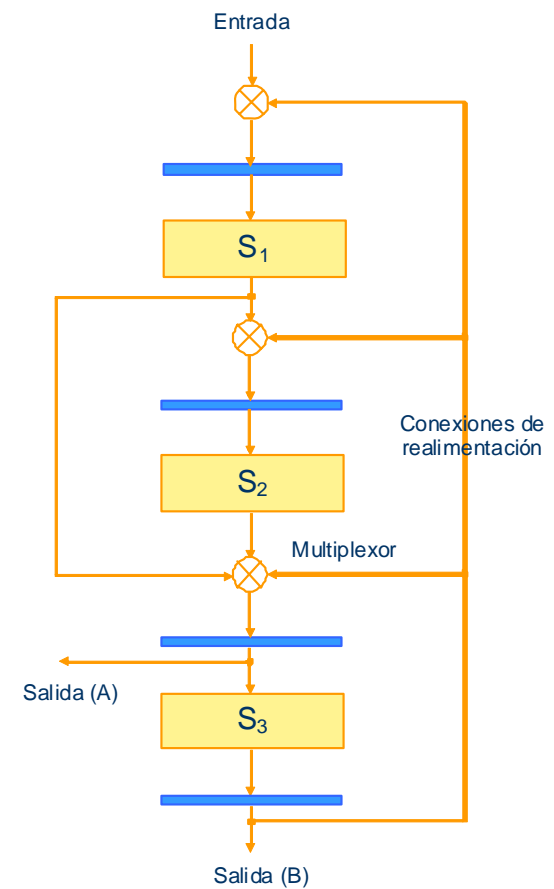 Entrada
S₁
Conexiones de
realimentación
S₂
Multiplexor
Salida (A)
S₃
Salida (B)